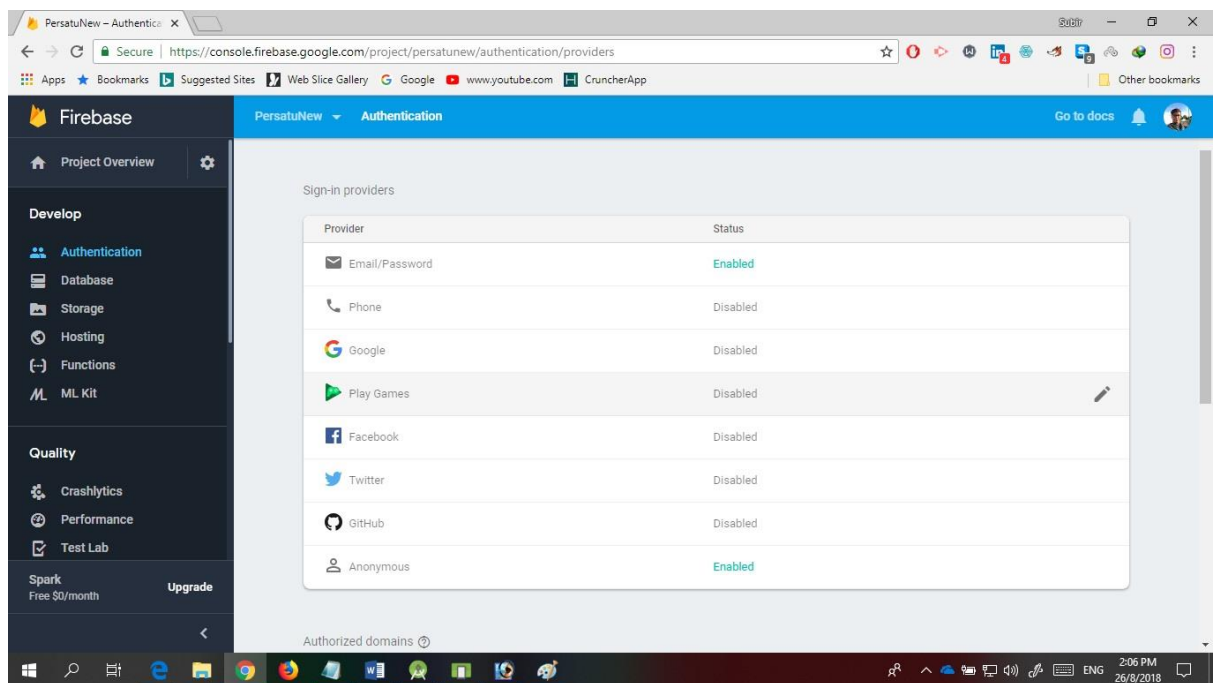 PersatuNew – Authentica
Subir
Secure | https://console.firebase.google.com/project/persatunew/authentication/providers
Apps Bookmarks Suggested Sites Web Slice Gallery Google www.youtube.com CruncherApp Other bookmarks
Firebase
PersatuNew Authentication Go to docs
Project Overview
Develop
Authentication
Database
Storage
Hosting
Functions
ML Kit
Quality
Crashlytics
Performance
Test Lab
Spark
Free $0/month
Upgrade
Sign-in providers
Provider Status
Email/Password Enabled
Phone Disabled
Google Disabled
Play Games Disabled
Facebook Disabled
Twitter Disabled
GitHub Disabled
Anonymous Enabled
Authorized domains
ENG
2:06 PM
26/8/2018